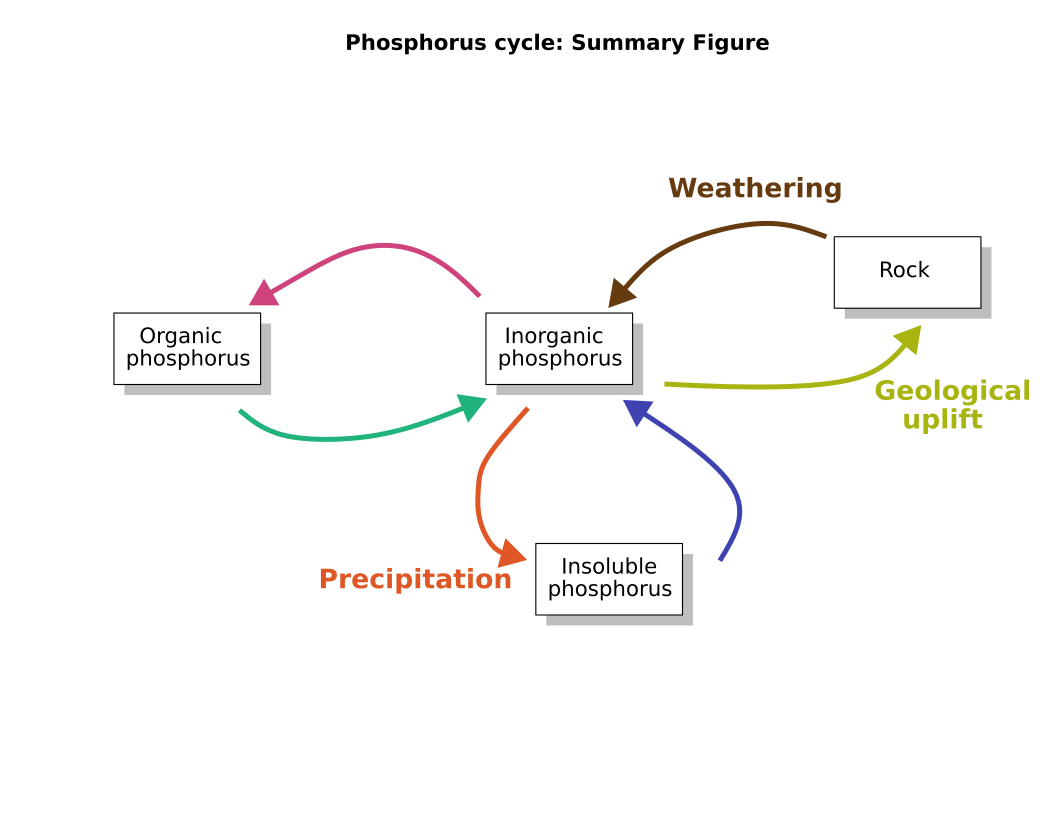 Phosphorus cycle: Summary Figure
Weathering
Rock
Organic
phosphorus
Inorganic
phosphorus
Geological
uplift
Precipitation
Insoluble
phosphorus